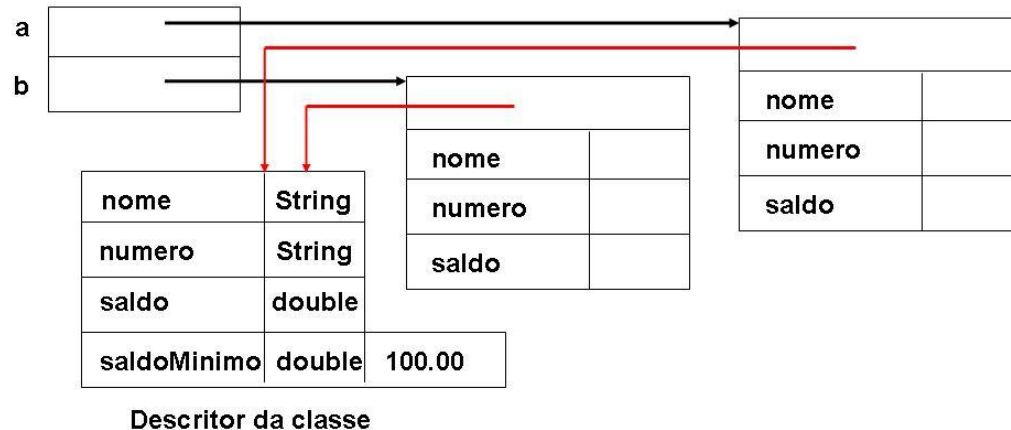 a
b
nome
numero
saldo
nome
numero
saldo
nome String
numero String
saldo double
saldoMinimo double 100.00
Descritor da classe